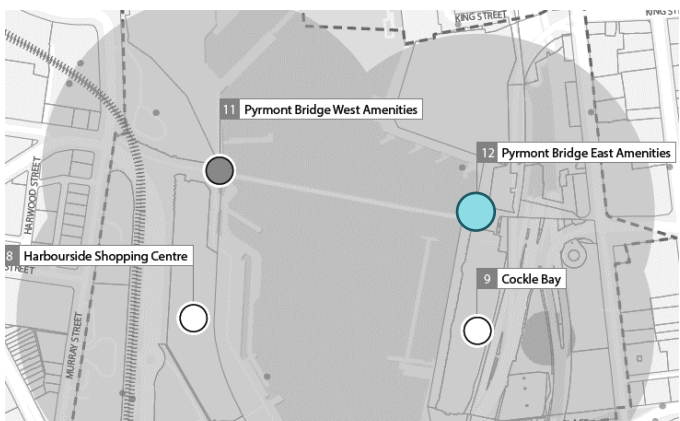 KING STREET
KING ST
11 Pyrmont Bridge West Amenities
12 Pyrmont Bridge East Amenities
HARWOOD STREET
8 Harbourside Shopping Centre
STREET
9 Cockle Bay
MURRAY STREET